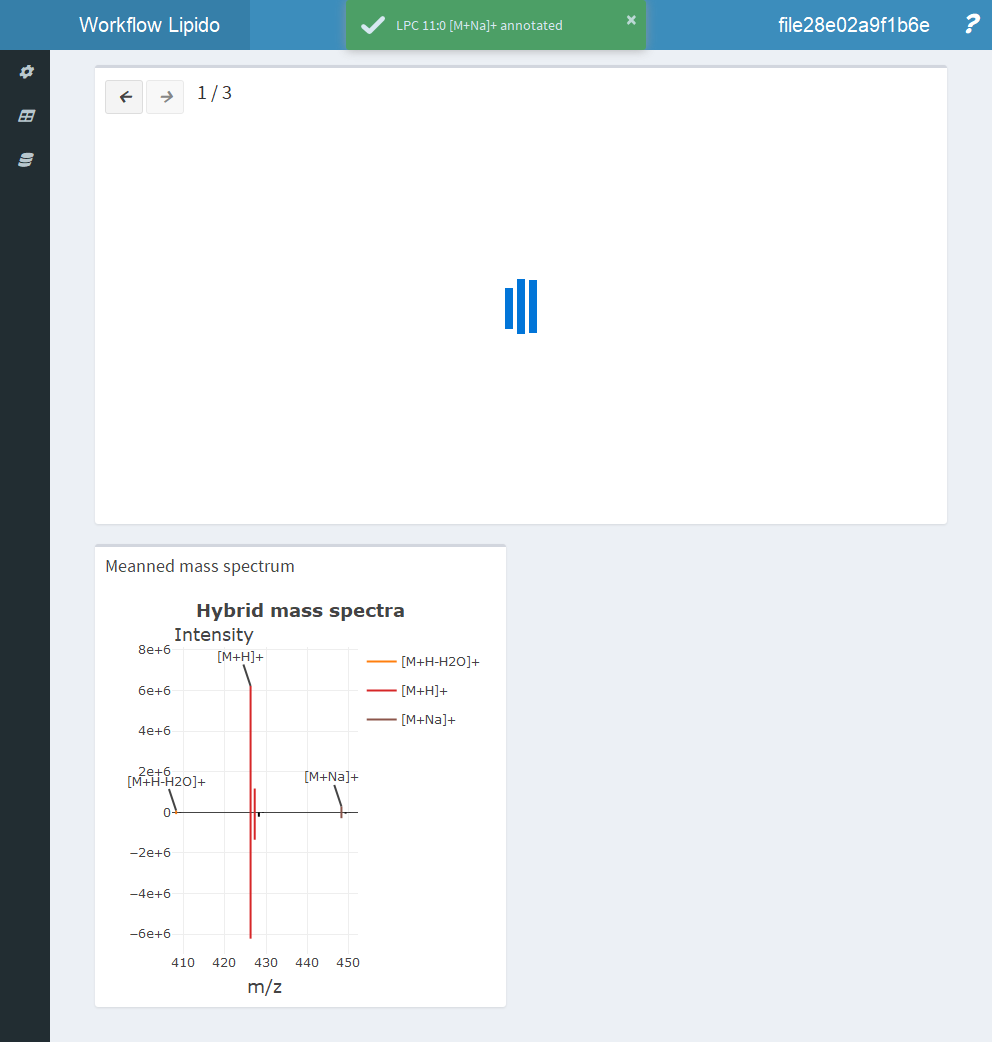 Workflow Lipido
LPC 11:0 [M+Na]+ annotated
×
file28e02a9f1b6e
?
1 / 3
Meanned mass spectrum
Hybrid mass spectra
Intensity
8e+6
6e+6
4e+6
2e+6
0
−2e+6
−4e+6
−6e+6
[M+H]+
[M+H-H2O]+
[M+Na]+
[M+H-H2O]+
[M+H]+
[M+Na]+
410 420 430 440 450
m/z